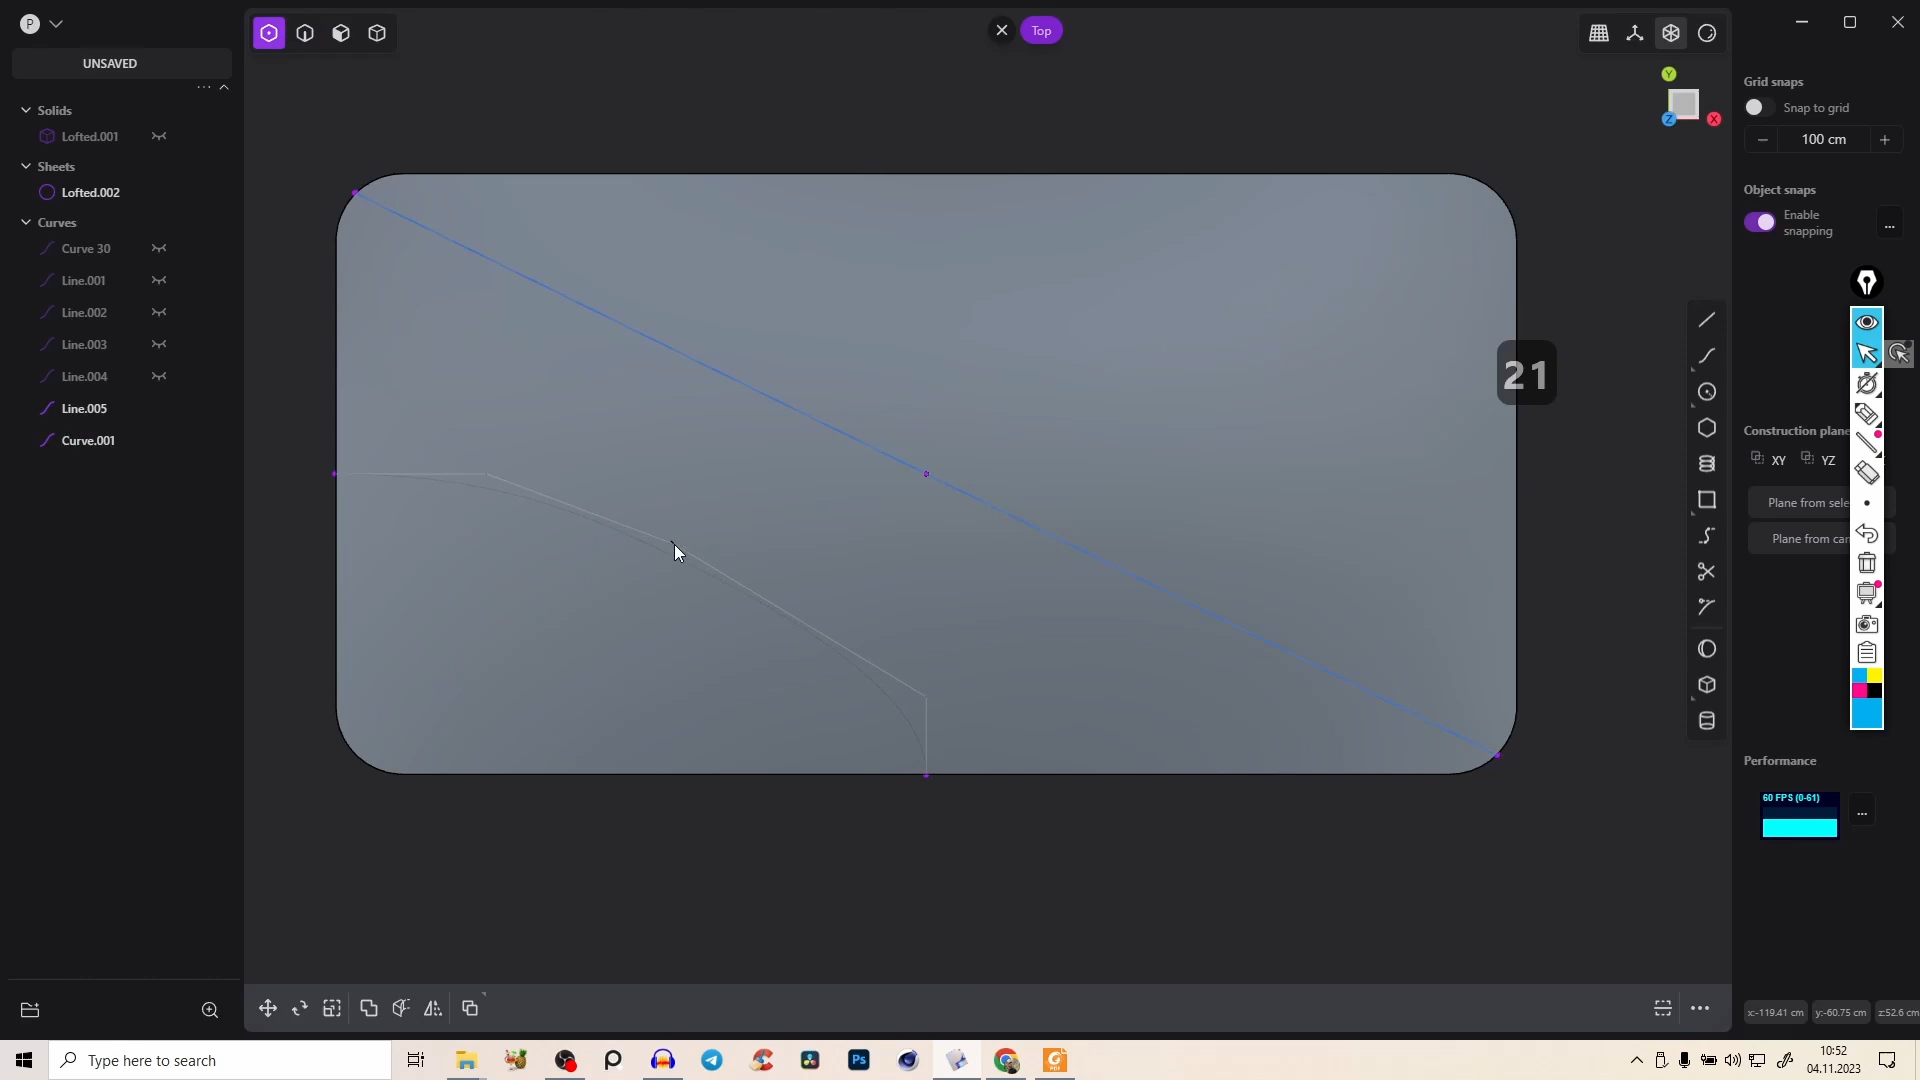 P
UNSAVED
...
Solids
Lofted.001
Sheets
Lofted.002
Curves
Curve 30
Line.001
Line.002
Line.003
Line.004
Line.005
Curve.001
Top
Y
Z
X
21
Grid snaps
Snap to grid
100 cm
Object snaps
Enable
snapping
...
Construction plane
XY
YZ
Plane from sele
Plane from car
Performance
60 FPS (0-61)
...
x:-119.41 cm
y:-60.75 cm
z:52.6 cm
Type here to search
Ps
PDF
10:52
04.11.2023